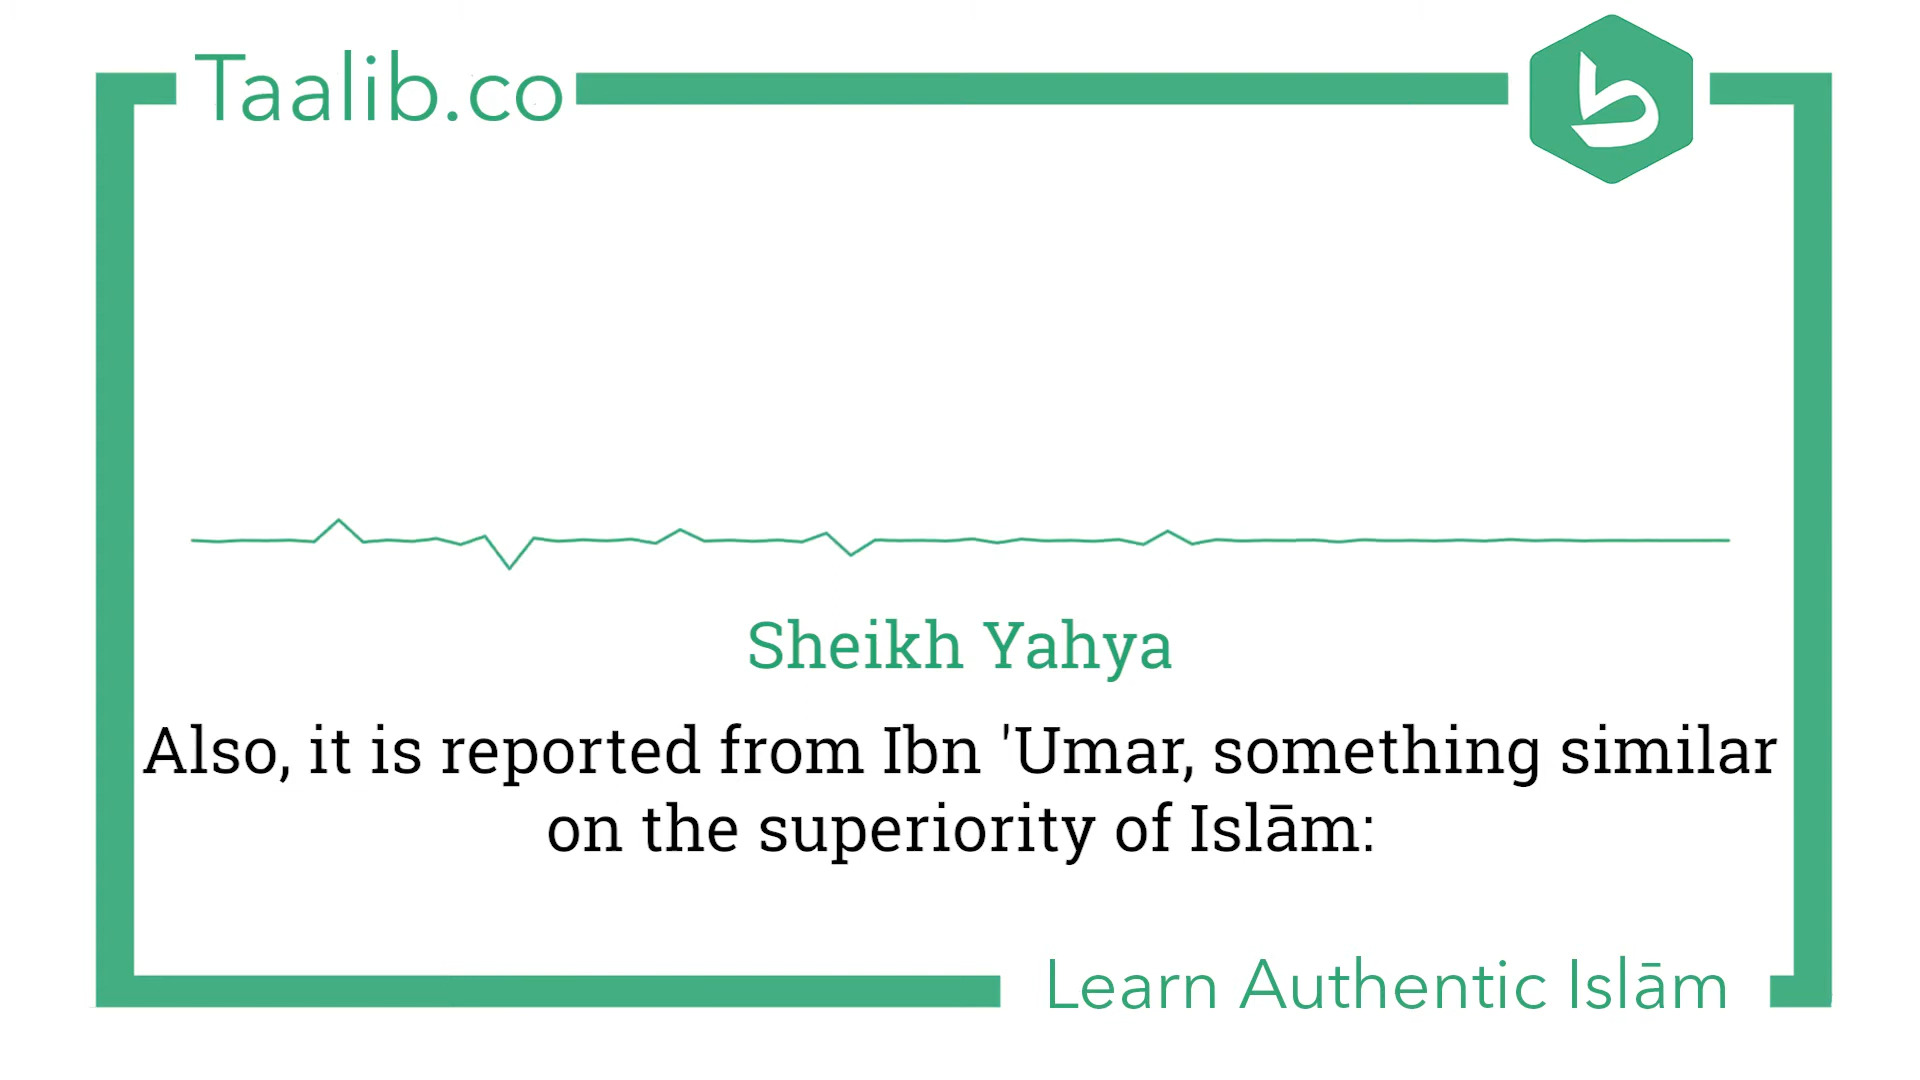 Taalib.co
ط
Sheikh Yahya
Also, it is reported from Ibn 'Umar, something similar
on the superiority of Islām:
Learn Authentic Islām